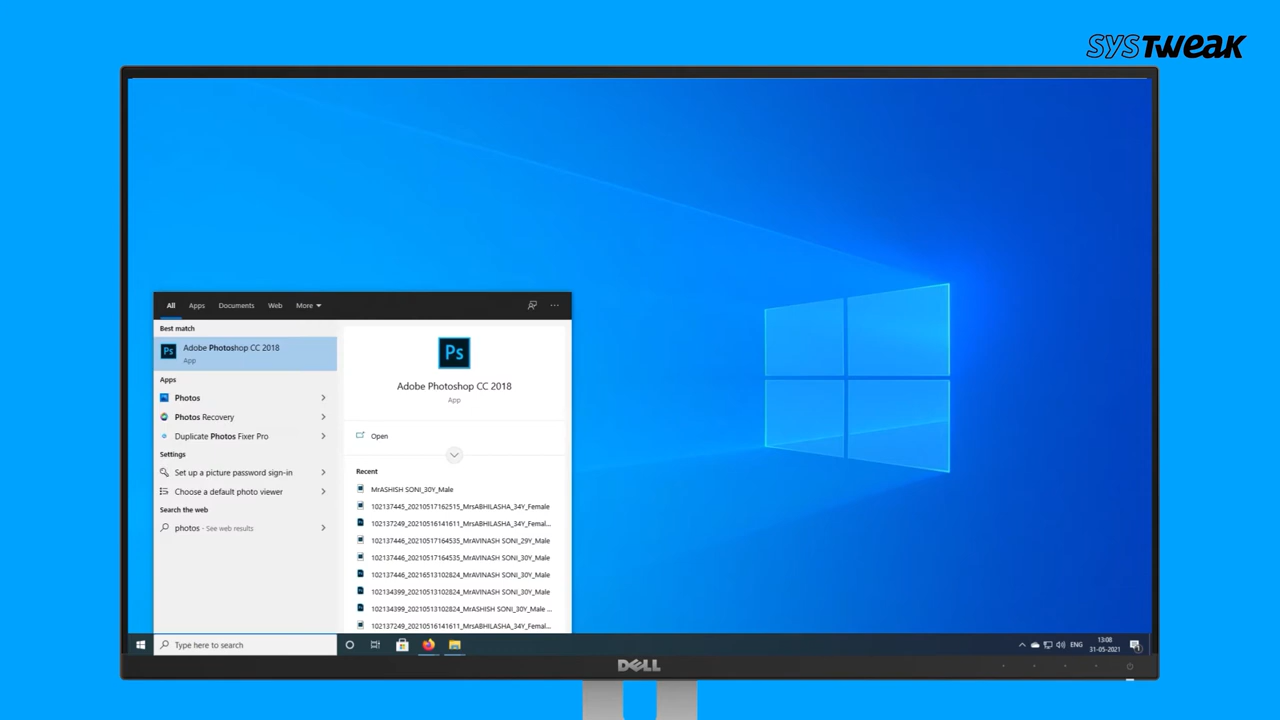 SYSTweak
All Apps Documents Web More
Best match
Adobe Photoshop CC 2018
App
Apps
Photos
Photos Recovery
Duplicate Photos Fixer Pro
Settings
Set up a picture password sign-in
Choose a default photo viewer
Search the web
photos - See web results
Ps
Adobe Photoshop CC 2018
App
Open
Recent
MrASHISH SONI_30Y_Male
102137445_20210517162515_MrsABHILASHA_34Y_Female
102137249_20210516141611_MrsABHILASHA_34Y_Femal...
102137446_20210517164535_MrAVINASH SONI_29Y_Male
102137446_20210517164535_MrAVINASH SONI_30Y_Male
102137446_20216513102824_MrAVINASH SONI_30Y_Male
102134399_20210513102824_MrAVINASH SONI_30Y_Male
102134399_20210513102824_MrASHISH SONI_30Y_Male ...
102137249_20210516141611_MrsABHILASHA_34Y_Femal...
Type here to search
ENG
13:08
31-05-2021
DELL